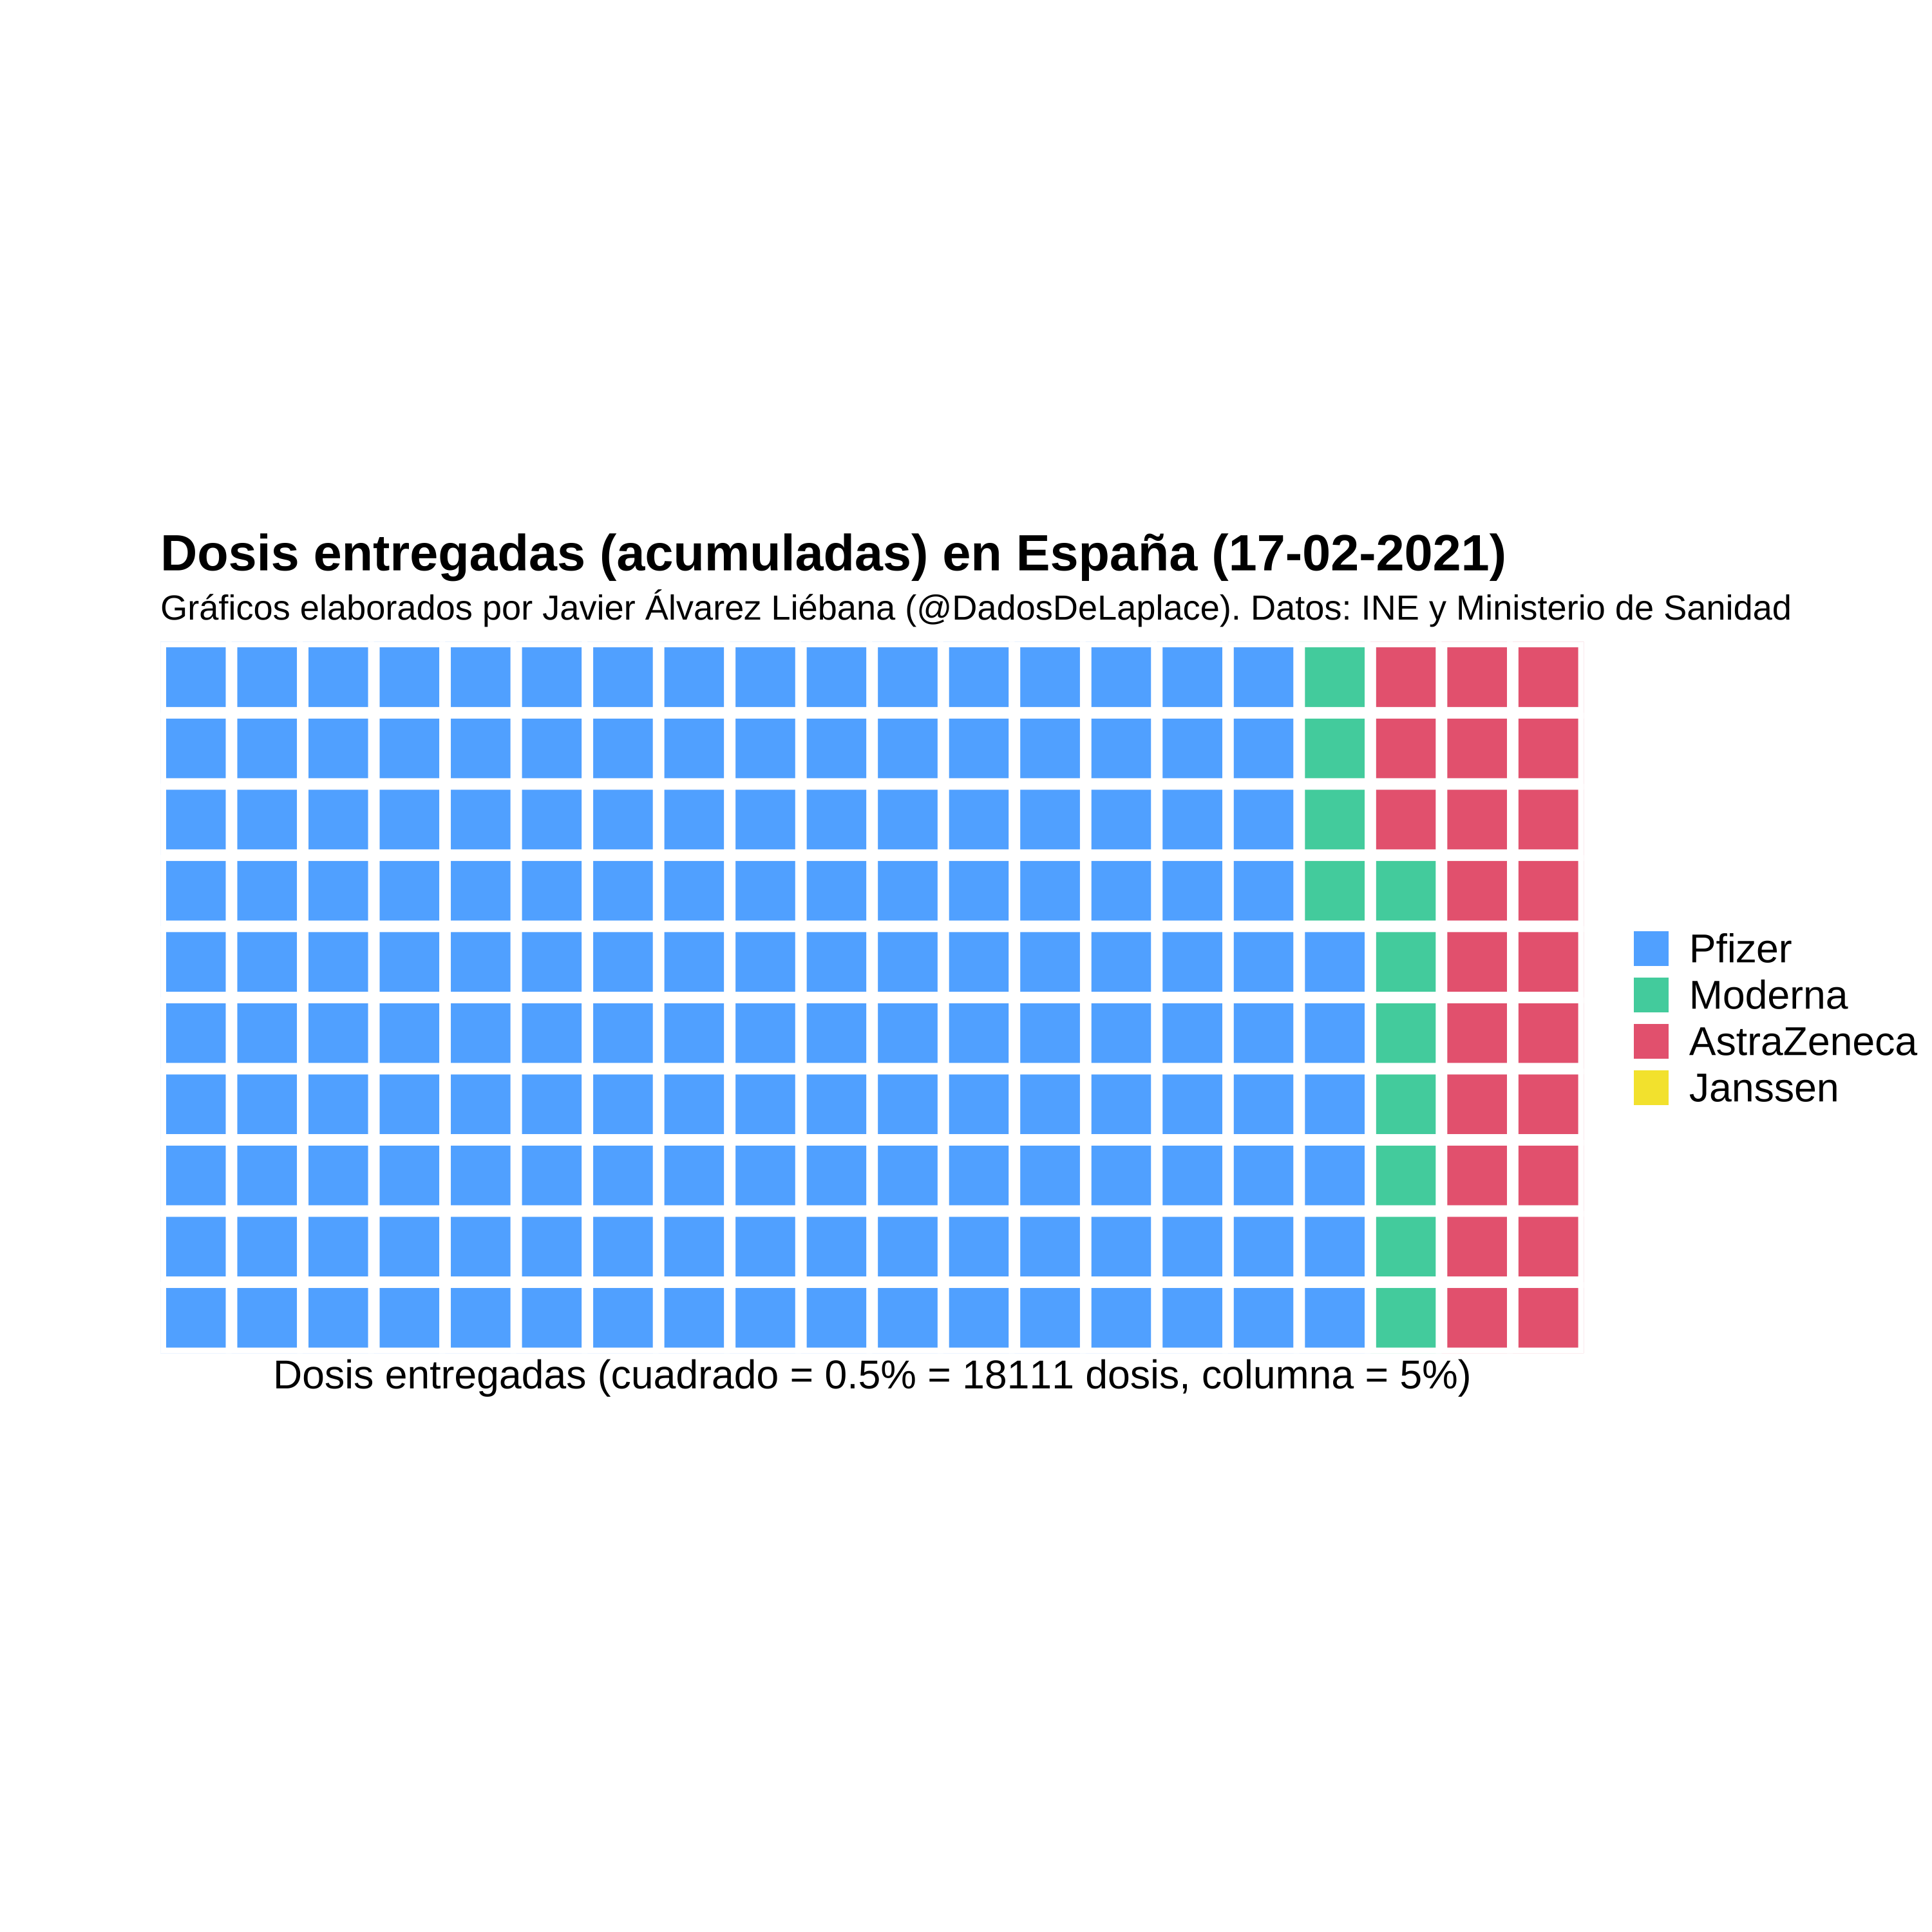 Dosis entregadas (acumuladas) en España (17-02-2021)
Gráficos elaborados por Javier Álvarez Liébana (@DadosDeLaplace). Datos: INE y Ministerio de Sanidad
Pfizer
Moderna
AstraZeneca
Janssen
Dosis entregadas (cuadrado = 0.5% = 18111 dosis, columna = 5%)